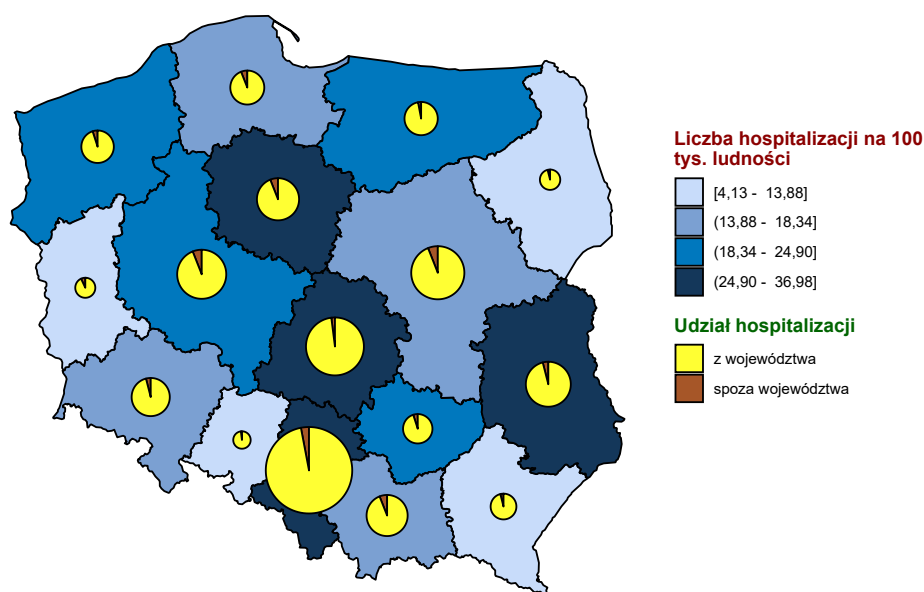 Liczba hospitalizacji na 100
tys. ludności
[4,13 - 13,88]
(13,88 - 18,34]
(18,34 - 24,90]
(24,90 - 36,98]
Udział hospitalizacji
z województwa
spoza województwa